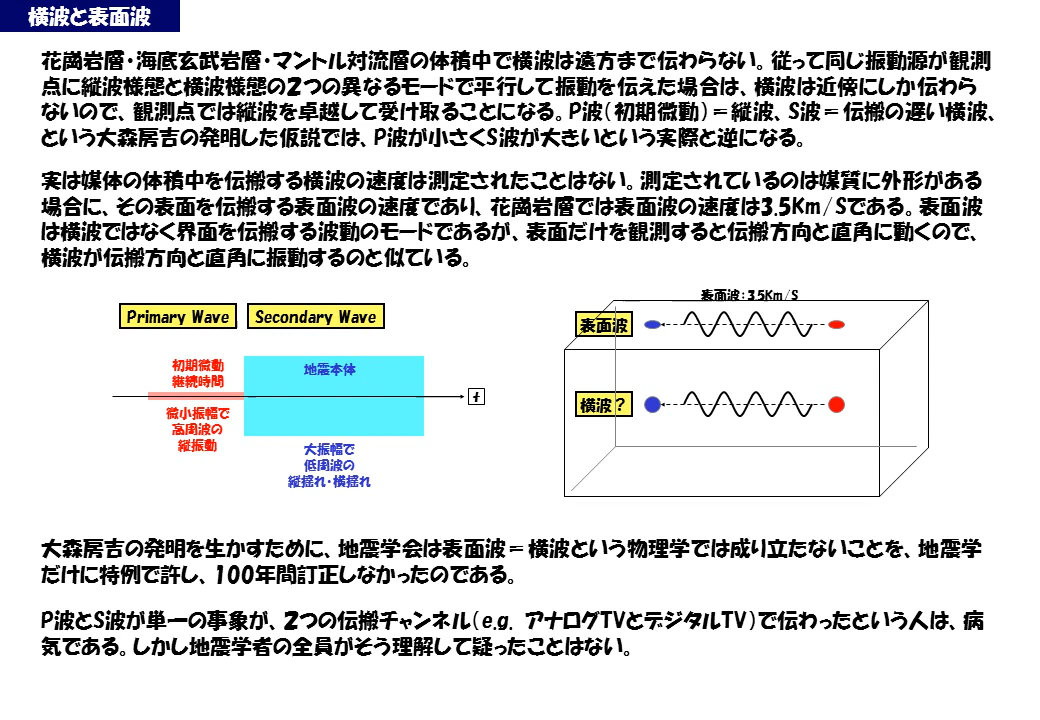 横波と表面波
花崗岩層・海底玄武岩層・マントル対流層の体積中で横波は遠方まで伝わらない。従って同じ振動源が観測
点に縦波様態と横波様態の2つの異なるモードで平行して振動を伝えた場合は、横波は近傍にしか伝わら
ないので、観測点では縦波を卓越して受け取ることになる。P波(初期微動)=縦波、S波=伝搬の遅い横波、
という大森房吉の発明した仮説では、P波が小さくS波が大きいという実際と逆になる。
実は媒体の体積中を伝搬する横波の速度は測定されたことはない。測定されているのは媒質に外形がある
場合に、その表面を伝搬する表面波の速度であり、花崗岩層では表面波の速度は3.5Km/Sである。表面波
は横波ではなく界面を伝搬する波動のモードであるが、表面だけを観測すると伝搬方向と直角に動くので、
横波が伝搬方向と直角に振動するのと似ている。
Primary Wave
Secondary Wave
初期微動
継続時間
地震本体
t
微小振幅で
高周波の
縦振動
大振幅で
低周波の
縦揺れ・横揺れ
表面波:3.5Km/S
表面波
横波?
大森房吉の発明を生かすために、地震学会は表面波=横波という物理学では成り立たないことを、地震学
だけに特例で許し、100年間訂正しなかったのである。
P波とS波が単一の事象が、2つの伝搬チャンネル(e.g. アナログTVとデジタルTV)で伝わったという人は、病
気である。しかし地震学者の全員がそう理解して疑ったことはない。